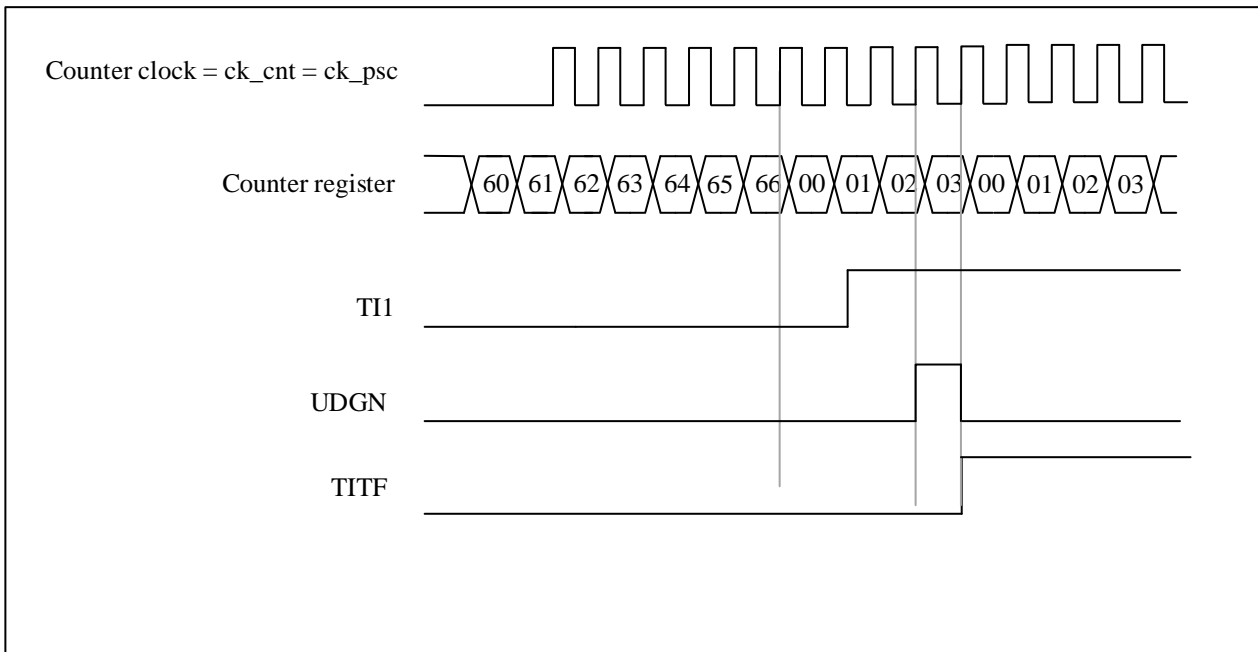 Counter clock = ck_cnt = ck_psc
Counter register 60 61 62 63 64 65 66 00 01 02 03 00 01 02 03
TI1
UDGN
TITF